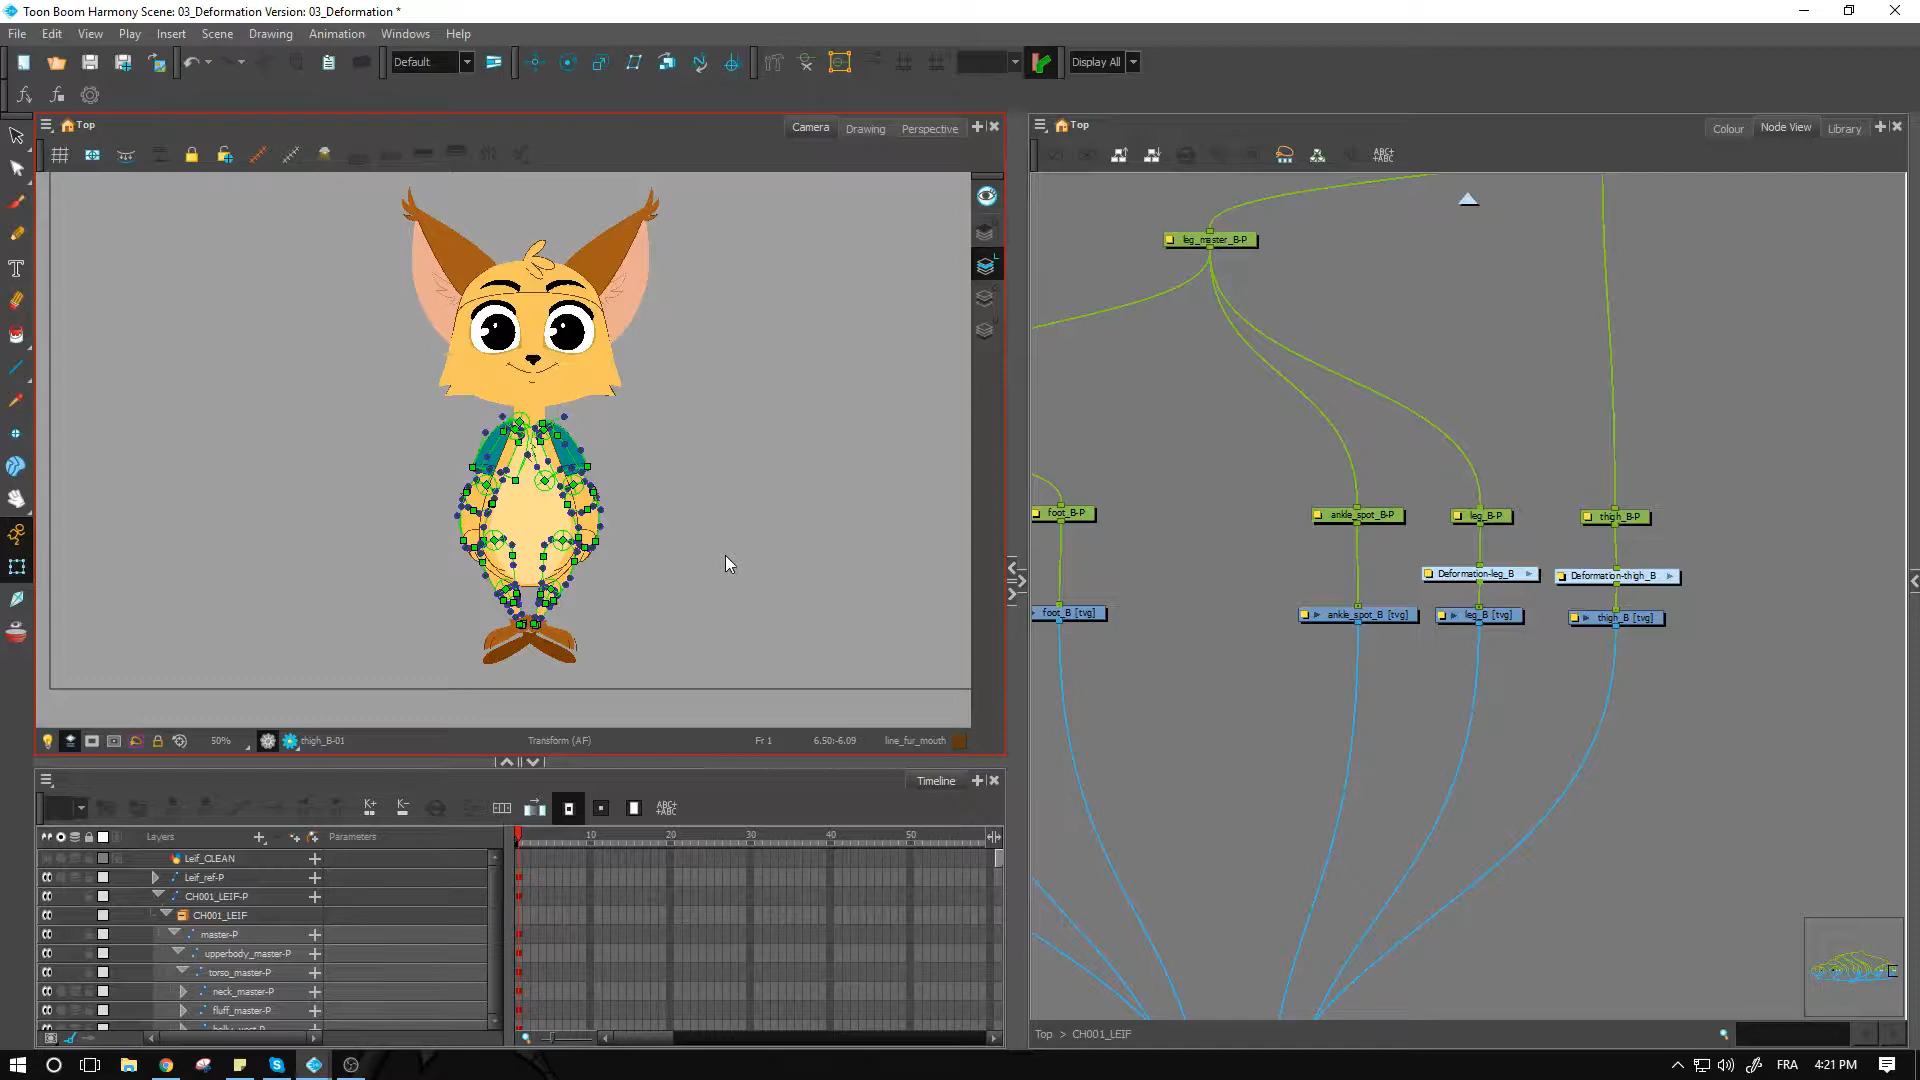 Toon Boom Harmony Scene: 03_Deformation Version: 03_Deformation *
File Edit View Play Insert Scene Drawing Animation Windows Help
Default
Display All
Top
Camera Drawing Perspective
Top
Colour Node View Library
ABC+
+ABC
leg_master_B-P
foot_B-P
ankle_spot_B-P
leg_B-P
thigh_B-P
Deformation-leg_B
Deformation-thigh_B
foot_B [tvg]
ankle_spot_B [tvg]
leg_B [tvg]
thigh_B [tvg]
50%
thigh_B-01
Transform (AF)
Fr 1
6.50:-6.09
line_fur_mouth
Timeline
K+ K-
ABC+
+ABC
Layers Parameters
10 20 30 40 50
Leif_CLEAN
Leif_ref-P
CH001_LEIF-P
CH001_LEIF
master-P
upperbody_master-P
torso_master-P
neck_master-P
fluff_master-P
Top > CH001_LEIF
FRA 4:21 PM